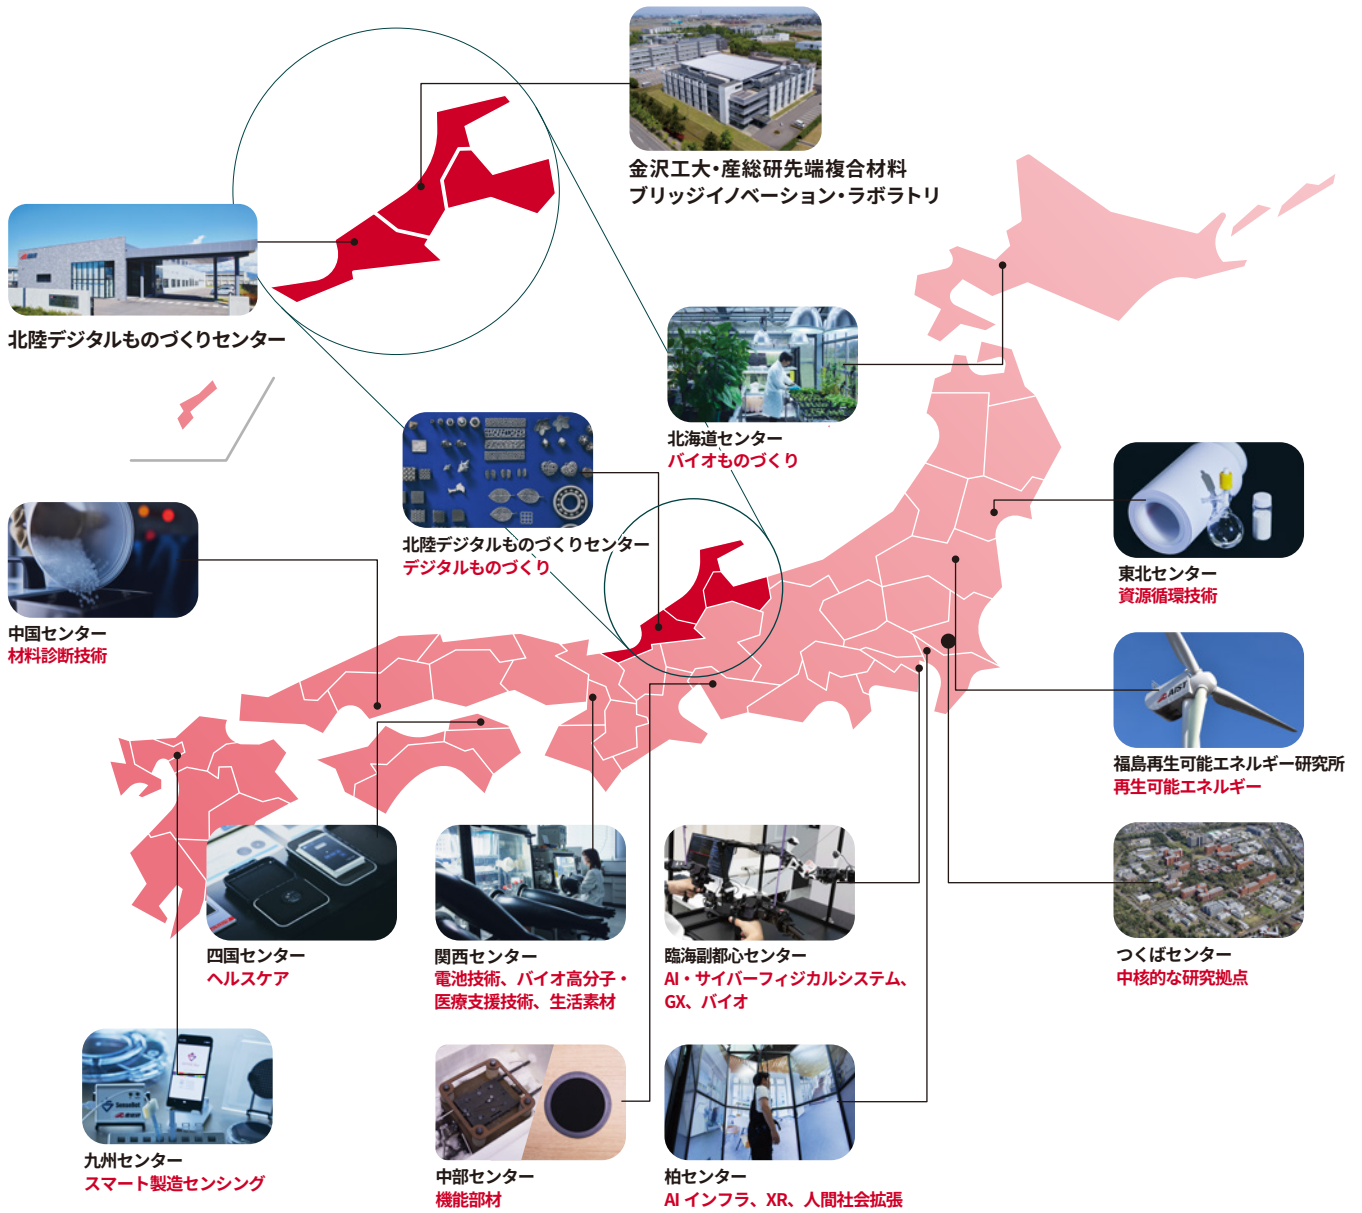 金沢工大・産総研先端複合材料
ブリッジイノベーション・ラボラトリ
北陸デジタルものづくりセンター
北海道センター
バイオものづくり
北陸デジタルものづくりセンター
デジタルものづくり
東北センター
資源循環技術
中国センター
材料診断技術
AIST
福島再生可能エネルギー研究所
再生可能エネルギー
四国センター
ヘルスケア
関西センター
電池技術、バイオ高分子・
医療支援技術、生活素材
臨海副都心センター
AI・サイバーフィジカルシステム、
GX、バイオ
つくばセンター
中核的な研究拠点
九州センター
スマート製造センシング
中部センター
機能部材
柏センター
AI インフラ、XR、人間社会拡張